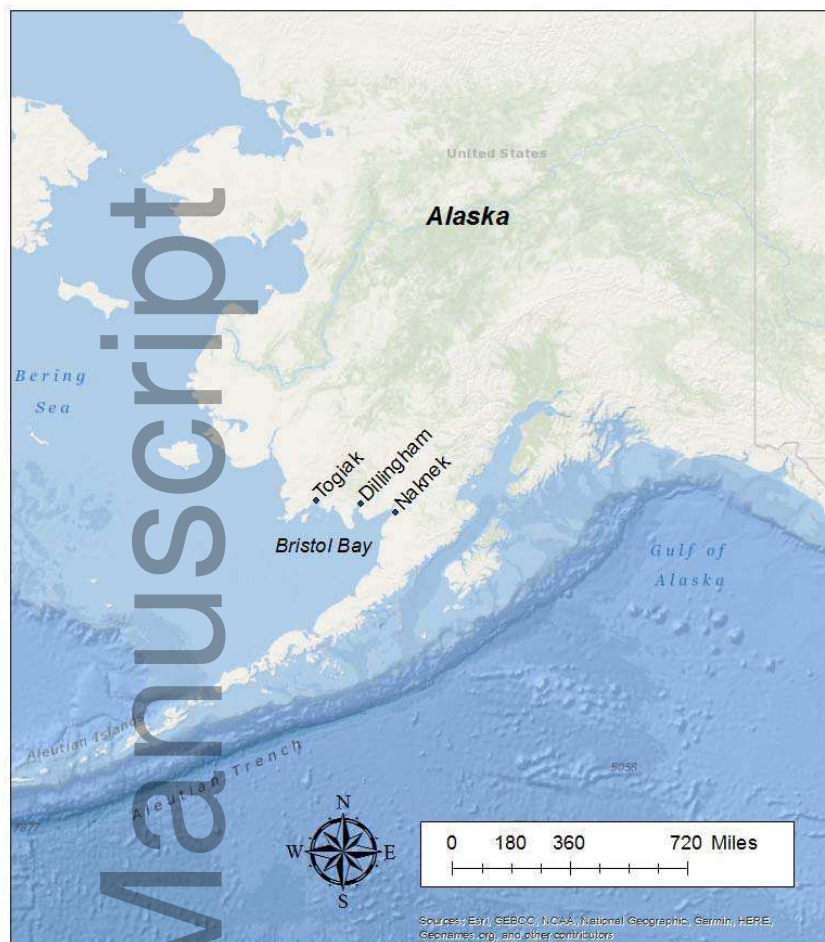 United States
Alaska
Bering
Sea
Togiak
Dillingham
Naknek
Bristol Bay
Gulf of
Alaska
Aleutian Islands
Aleutian Trench
5058
7377
N
W E
S
0 180 360 720 Miles
Sources: Esri, GEBCO, NOAA, National Geographic, Garmin, HERE,
Geonames.org, and other contributors
Manuscript